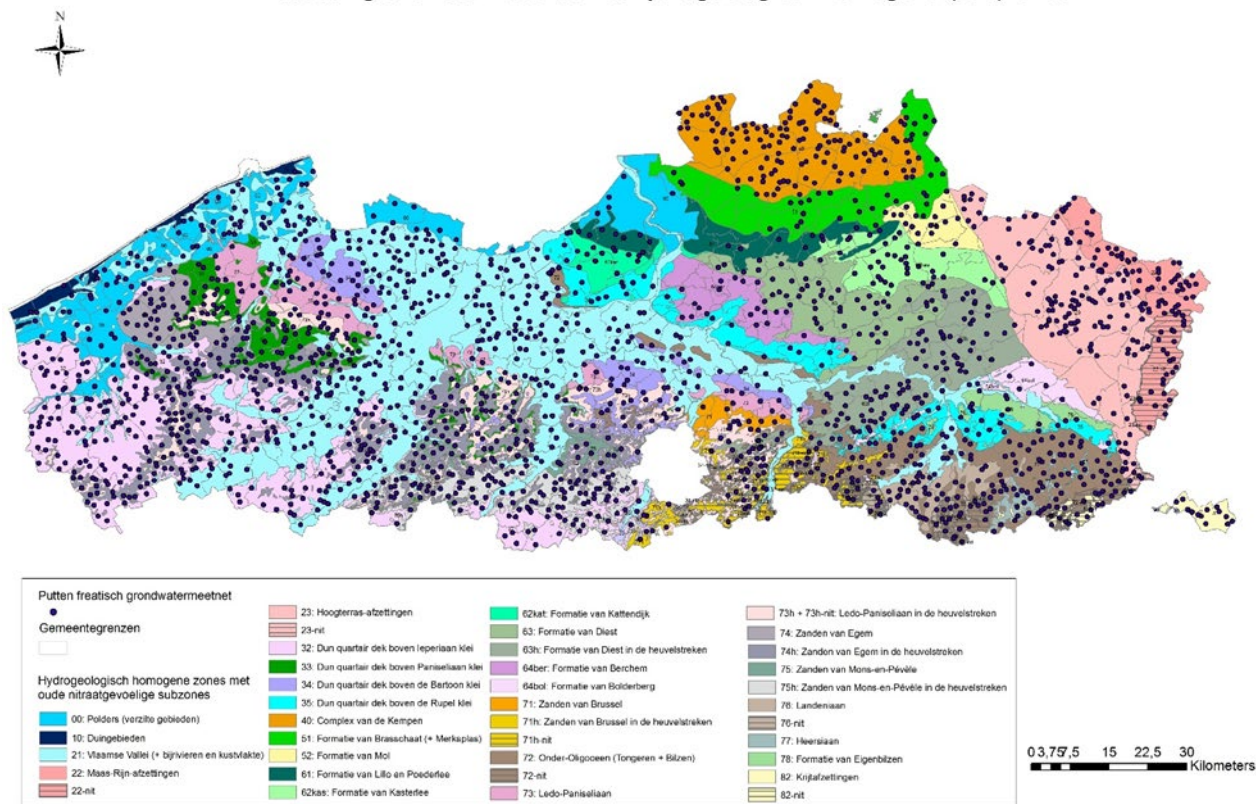 N
Putten freatisch grondwatermeetnet
Gemeentegrenzen
Hydrogeologisch homogene zones met
oude nitraatgevoelige subzones
00: Polders (verzilte gebieden)
10: Duingebieden
21: Vlaamse Vallei (+ bijrivieren en kustvlakte)
22: Maas-Rijn-afzettingen
22-nit
23: Hoogterras-afzettingen
23-nit
32: Dun quartair dek boven Ieperiaan klei
33: Dun quartair dek boven Paniseliaan klei
34: Dun quartair dek boven de Bartoon klei
35: Dun quartair dek boven de Rupel klei
40: Complex van de Kempen
51: Formatie van Brasschaat (+ Merksplas)
52: Formatie van Mol
61: Formatie van Lillo en Poederlee
62kas: Formatie van Kasterlee
62kat: Formatie van Kattendijk
63: Formatie van Diest
63h: Formatie van Diest in de heuvelstreken
64ber: Formatie van Berchem
64bol: Formatie van Bolderberg
71: Zanden van Brussel
71h: Zanden van Brussel in de heuvelstreken
71h-nit
72: Onder-Oligoceen (Tongeren + Bilzen)
72-nit
73: Ledo-Paniseliaan
73h + 73h-nit: Ledo-Paniseliaan in de heuvelstreken
74: Zanden van Egem
74h: Zanden van Egem in de heuvelstreken
75: Zanden van Mons-en-Pévèle
75h: Zanden van Mons-en-Pévèle in de heuvelstreken
76: Landeniaan
76-nit
77: Heersiaan
78: Formatie van Eigenbilzen
82: Krijtafzettingen
82-nit
0 3,75 7,5 15 22,5 30
Kilometers